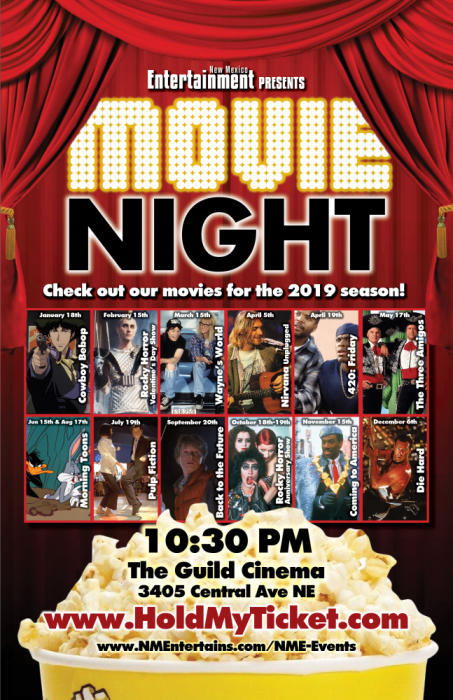 New Mexico
Entertainment PRESENTS
MOVIE
NIGHT
Check out our movies for the 2019 season!
January 18th
Cowboy Bebop
February 15th
Rocky Horror
Valentine's Day Show
March 15th
Wayne's World
April 5th
Nirvana Unplugged
April 19th
420: Friday
May 17th
The Three Amigos
Jun 15th & Aug 17th
Morning Toons
July 19th
Pulp Fiction
September 20th
Back to the Future
October 18th-19th
Rocky Horror
Anniversary Show
November 15th
Coming to America
December 6th
Die Hard
10:30 PM
The Guild Cinema
3405 Central Ave NE
www.HoldMyTicket.com
www.NMEntertains.com/NME-Events